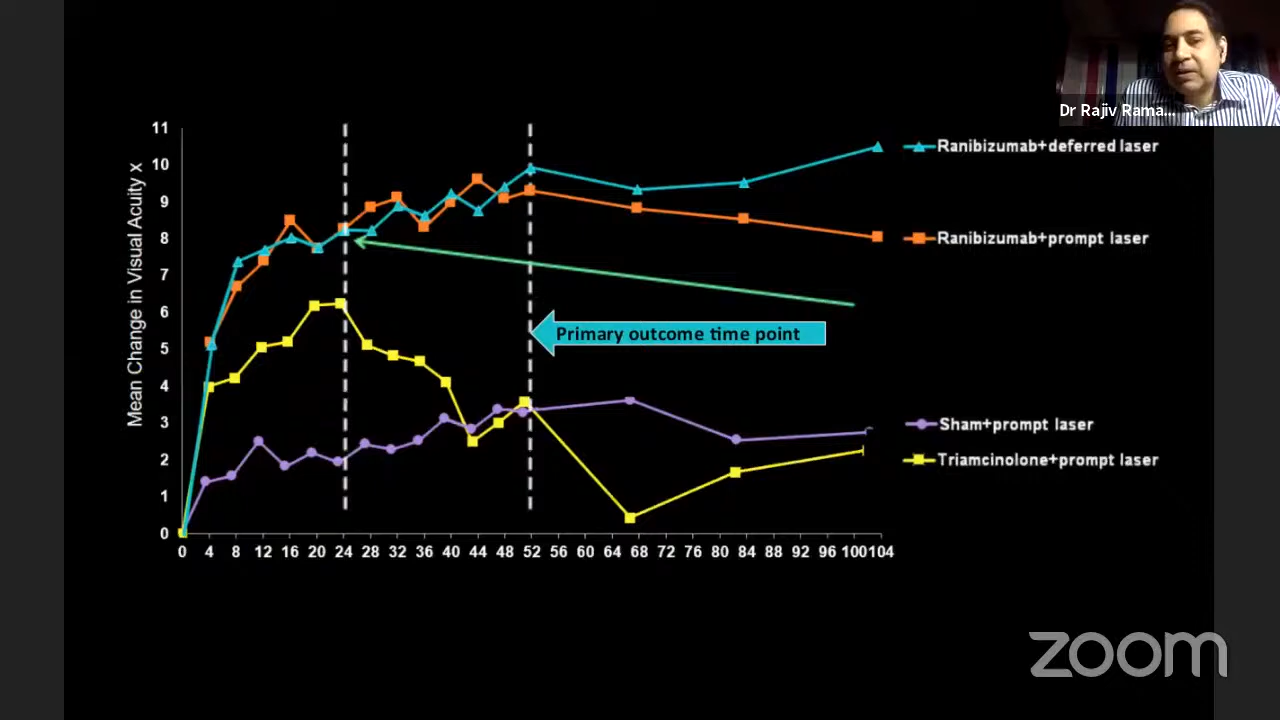 Dr Rajiv Rama...
Mean Change in Visual Acuity x
11
10
9
8
7
6
5
4
3
2
1
0
0 4 8 12 16 20 24 28 32 36 40 44 48 52 56 60 64 68 72 76 80 84 88 92 96 100 104
Ranibizumab+deferred laser
Ranibizumab+prompt laser
Primary outcome time point
Sham+prompt laser
Triamcinolone+prompt laser
zoom